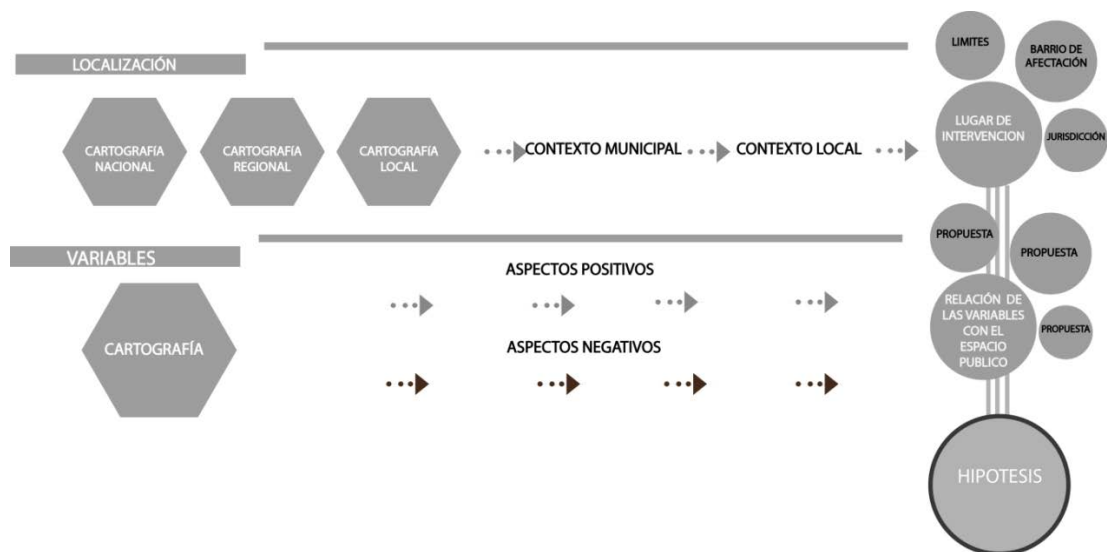 LOCALIZACIÓN
CARTOGRAFÍA
NACIONAL
CARTOGRAFÍA
REGIONAL
CARTOGRAFÍA
LOCAL
CONTEXTO MUNICIPAL
CONTEXTO LOCAL
LIMITES
BARRIO DE
AFECTACIÓN
LUGAR DE
INTERVENCION
JURISDICCIÓN
VARIABLES
CARTOGRAFÍA
ASPECTOS POSITIVOS
ASPECTOS NEGATIVOS
PROPUESTA
PROPUESTA
RELACIÓN DE
LAS VARIABLES
CON EL
ESPACIO
PUBLICO
PROPUESTA
HIPOTESIS